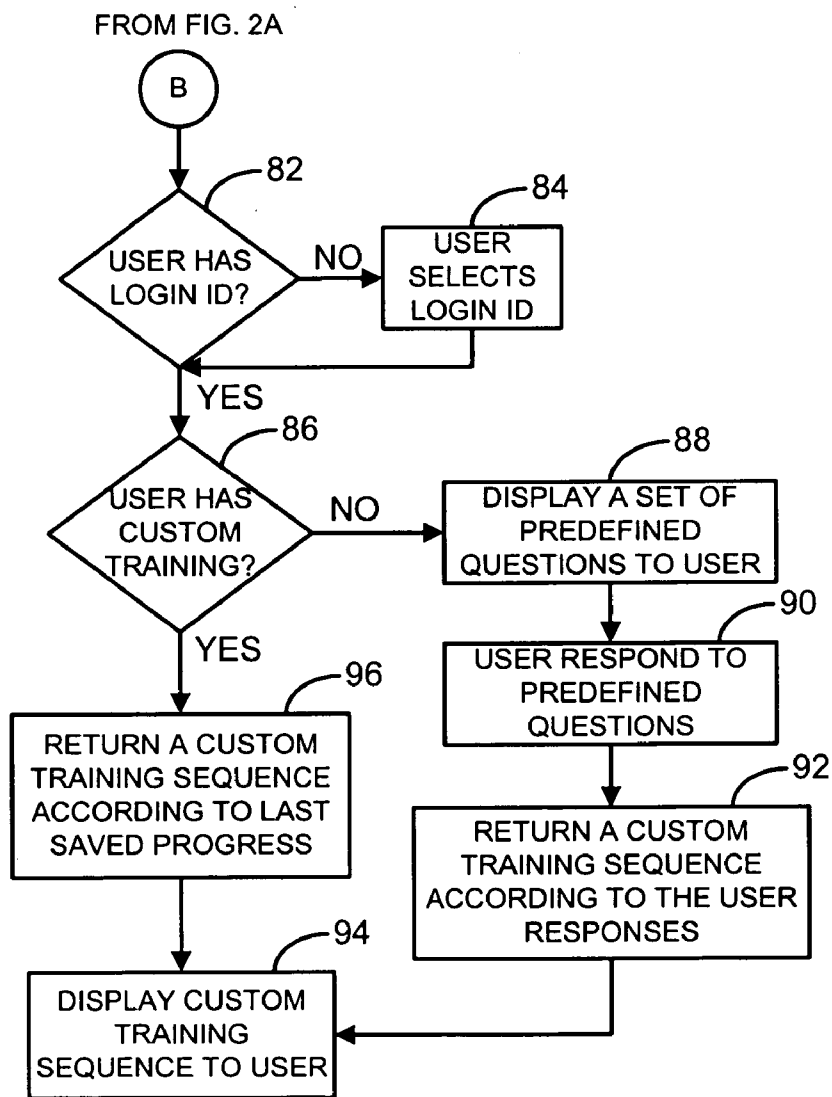 FROM FIG. 2A
B
82
USER HAS
LOGIN ID?
NO
84
USER
SELECTS
LOGIN ID
YES
86
USER HAS
CUSTOM
TRAINING?
NO
88
DISPLAY A SET OF
PREDEFINED
QUESTIONS TO USER
90
USER RESPOND TO
PREDEFINED
QUESTIONS
YES
96
RETURN A CUSTOM
TRAINING SEQUENCE
ACCORDING TO LAST
SAVED PROGRESS
92
RETURN A CUSTOM
TRAINING SEQUENCE
ACCORDING TO THE USER
RESPONSES
94
DISPLAY CUSTOM
TRAINING
SEQUENCE TO USER